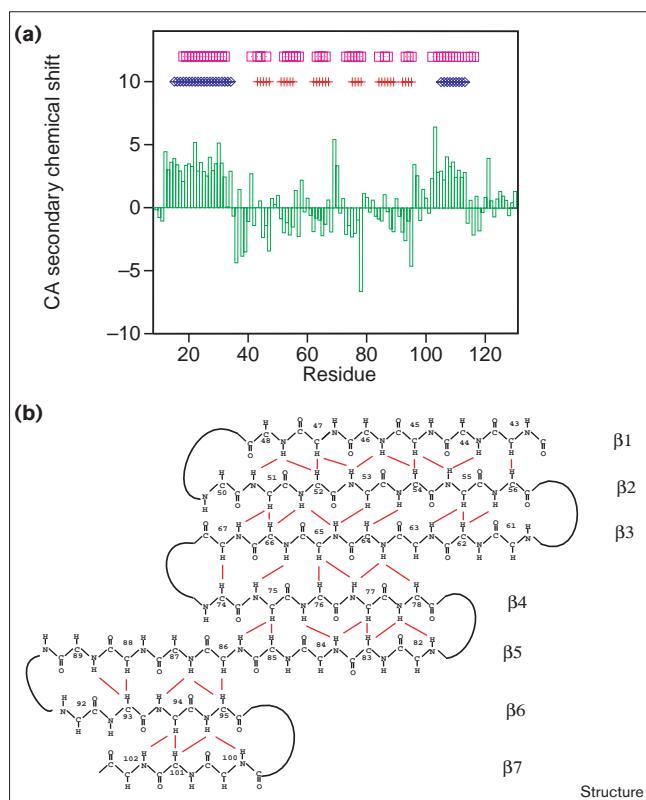 (a)
CA secondary chemical shift
10
5
0
−5
−10
20 40 60 80 100 120
Residue
(b)
48 47 46 45 44 43 β1
50 51 52 53 54 55 56 β2
67 66 65 64 63 62 61 β3
74 75 76 77 78 β4
89 88 87 86 85 84 83 82 β5
92 93 94 95 β6
102 101 100 β7
Structure